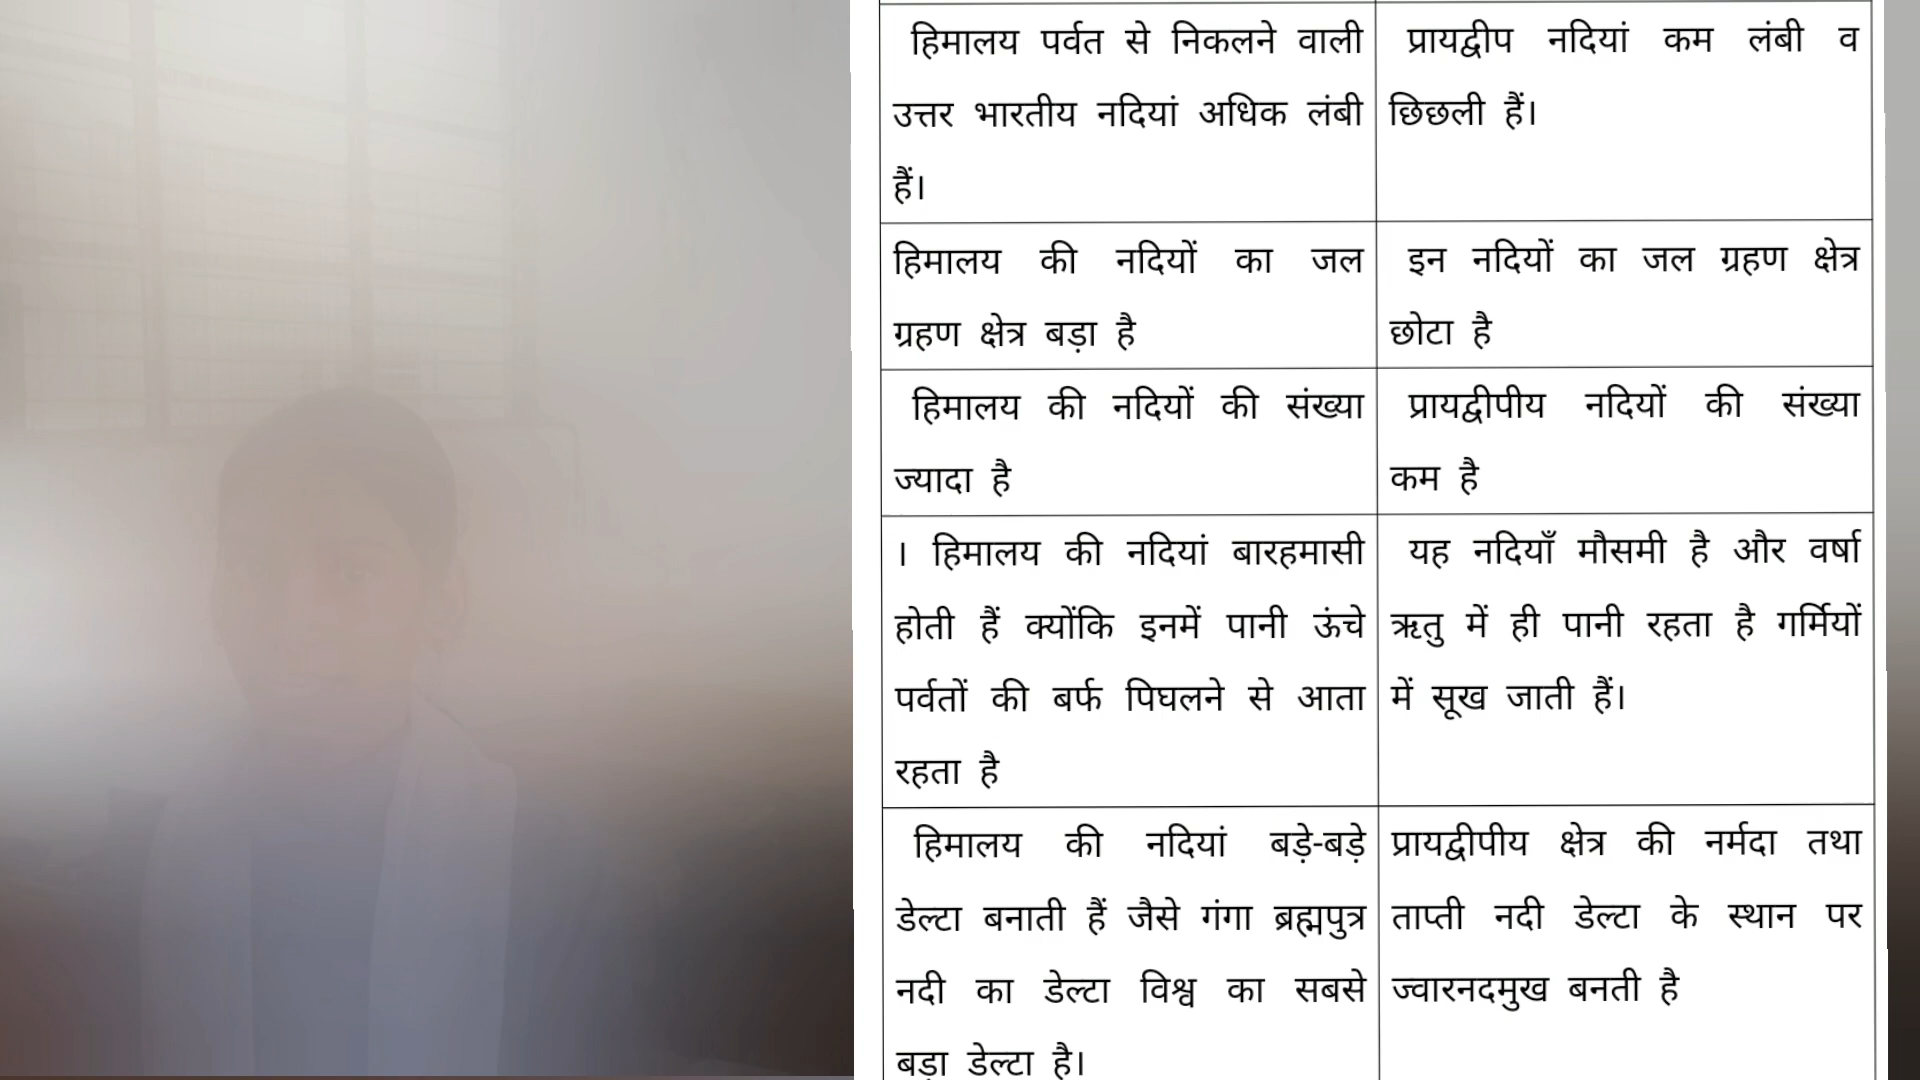 हिमालय पर्वत से निकलने वाली
उत्तर भारतीय नदियां अधिक लंबी
हैं।
प्रायद्वीप नदियां कम लंबी व
छिछली हैं।
हिमालय की नदियों का जल
ग्रहण क्षेत्र बड़ा है
इन नदियों का जल ग्रहण क्षेत्र
छोटा है
हिमालय की नदियों की संख्या
ज्यादा है
प्रायद्वीपीय नदियों की संख्या
कम है
। हिमालय की नदियां बारहमासी
होती हैं क्योंकि इनमें पानी ऊंचे
पर्वतों की बर्फ पिघलने से आता
रहता है
यह नदियाँ मौसमी है और वर्षा
ऋतु में ही पानी रहता है गर्मियों
में सूख जाती हैं।
हिमालय की नदियां बड़े-बड़े
डेल्टा बनाती हैं जैसे गंगा ब्रह्मपुत्र
नदी का डेल्टा विश्व का सबसे
बड़ा डेल्टा है।
प्रायद्वीपीय क्षेत्र की नर्मदा तथा
ताप्ती नदी डेल्टा के स्थान पर
ज्वारनदमुख बनती है